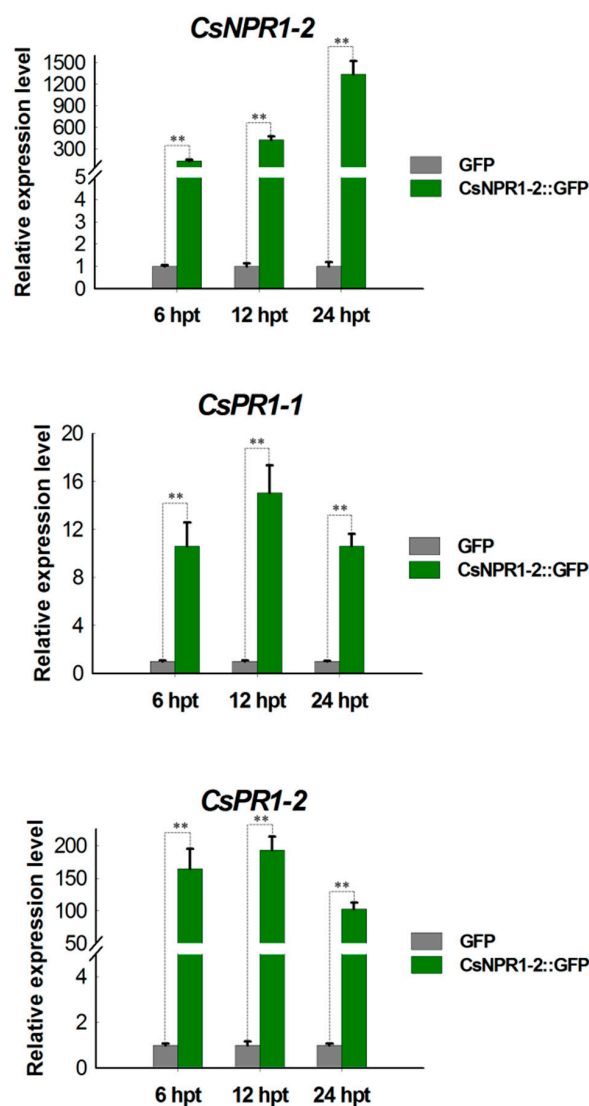 CsNPR1-2
Relative expression level
1500
1200
900
600
300
5
4
3
2
1
0
**
**
**
6 hpt 12 hpt 24 hpt
GFP
CsNPR1-2::GFP
CsPR1-1
Relative expression level
20
16
12
8
4
0
**
**
**
6 hpt 12 hpt 24 hpt
GFP
CsNPR1-2::GFP
CsPR1-2
Relative expression level
200
150
100
50
4
2
0
**
**
**
6 hpt 12 hpt 24 hpt
GFP
CsNPR1-2::GFP